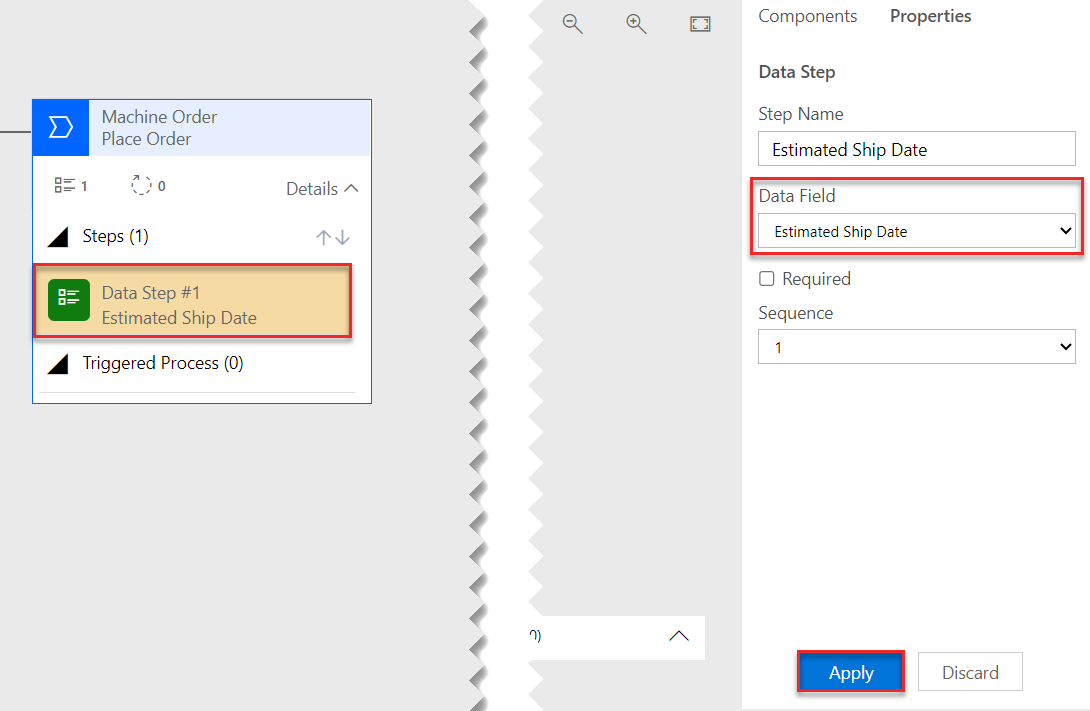 Machine Order
Place Order
1
0
Details
Steps (1)
Data Step #1
Estimated Ship Date
Triggered Process (0)
Components
Properties
Data Step
Step Name
Estimated Ship Date
Data Field
Estimated Ship Date
Required
Sequence
1
Apply
Discard